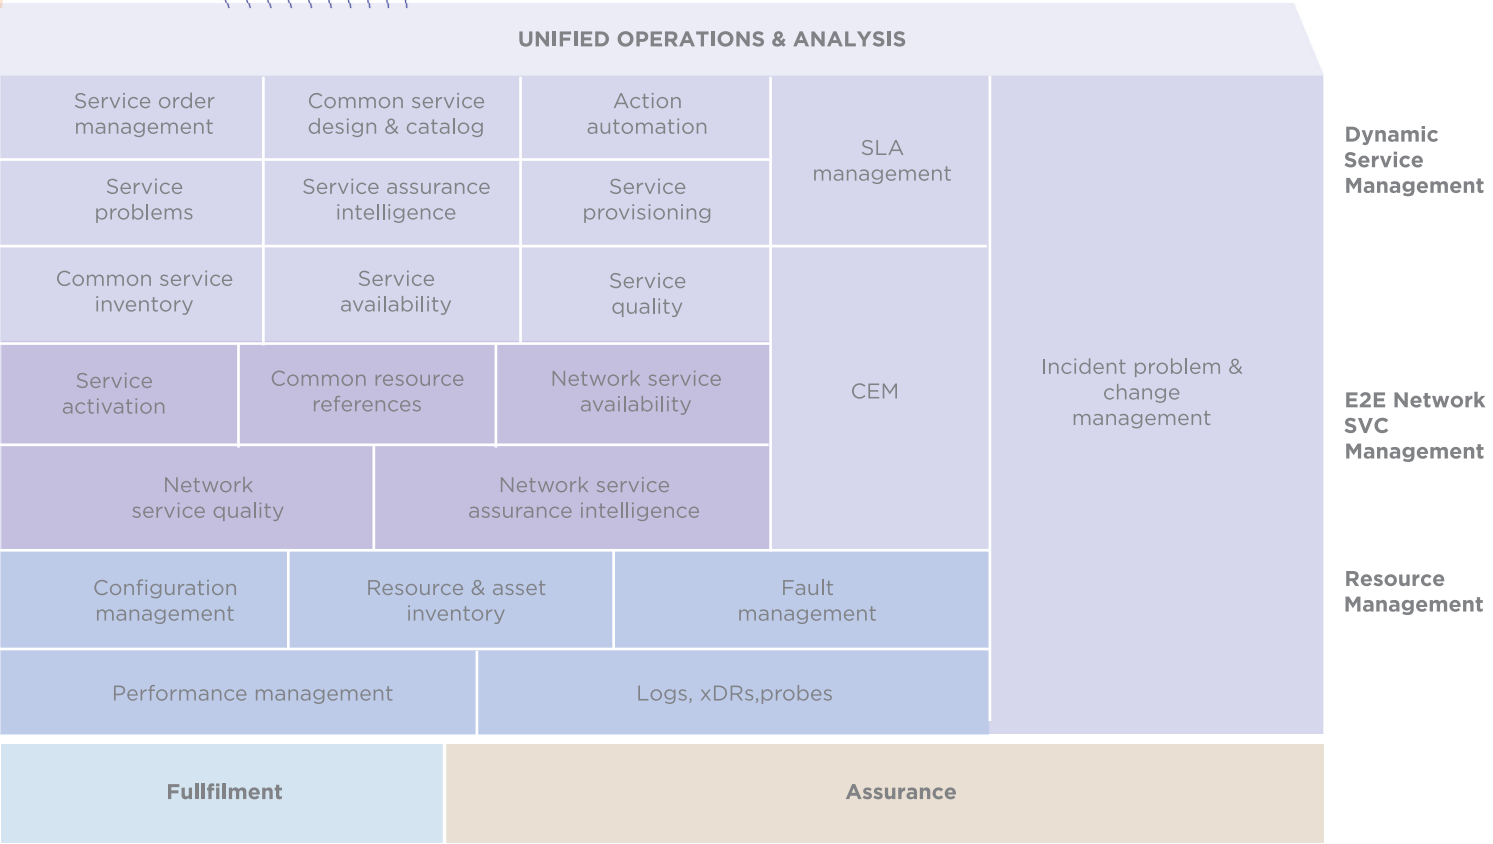 UNIFIED OPERATIONS & ANALYSIS
Service order
management
Common service
design & catalog
Action
automation
SLA
management
Dynamic
Service
Management
Service
problems
Service assurance
intelligence
Service
provisioning
Common service
inventory
Service
availability
Service
quality
Service
activation
Common resource
references
Network service
availability
CEM
Incident problem &
change
management
E2E Network
SVC
Management
Network
service quality
Network service
assurance intelligence
Configuration
management
Resource & asset
inventory
Fault
management
Resource
Management
Performance management
Logs, xDRs,probes
Fullfilment
Assurance